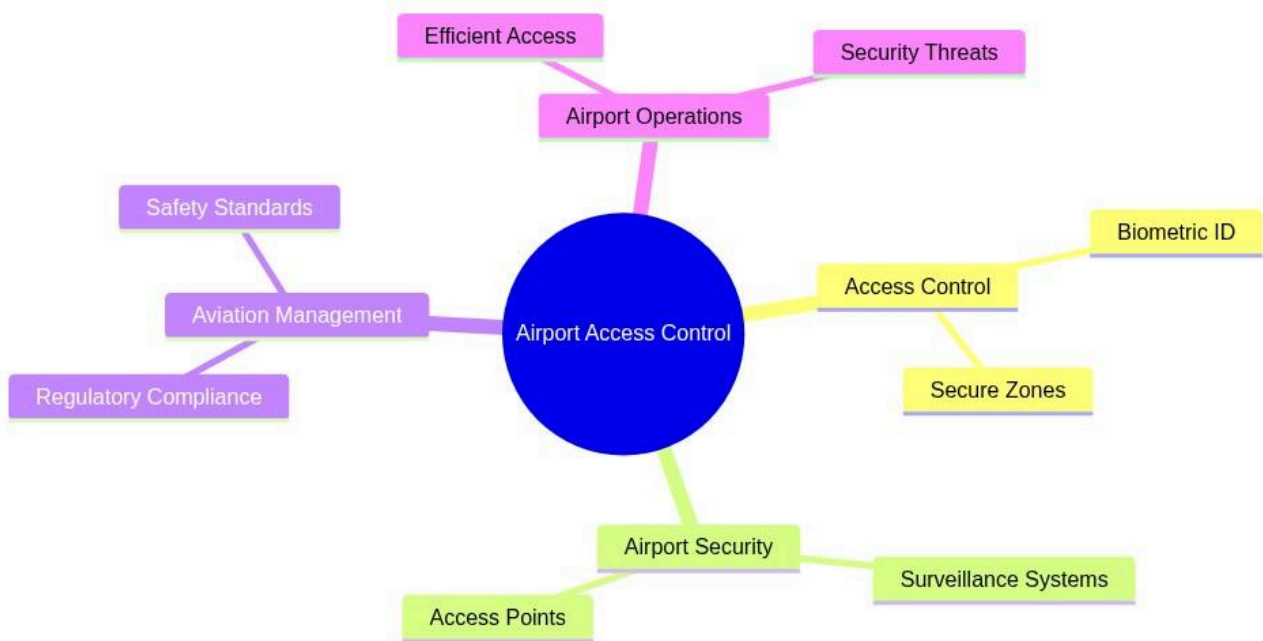 Efficient Access
Security Threats
Airport Operations
Safety Standards
Biometric ID
Access Control
Aviation Management
Airport Access Control
Regulatory Compliance
Secure Zones
Airport Security
Surveillance Systems
Access Points